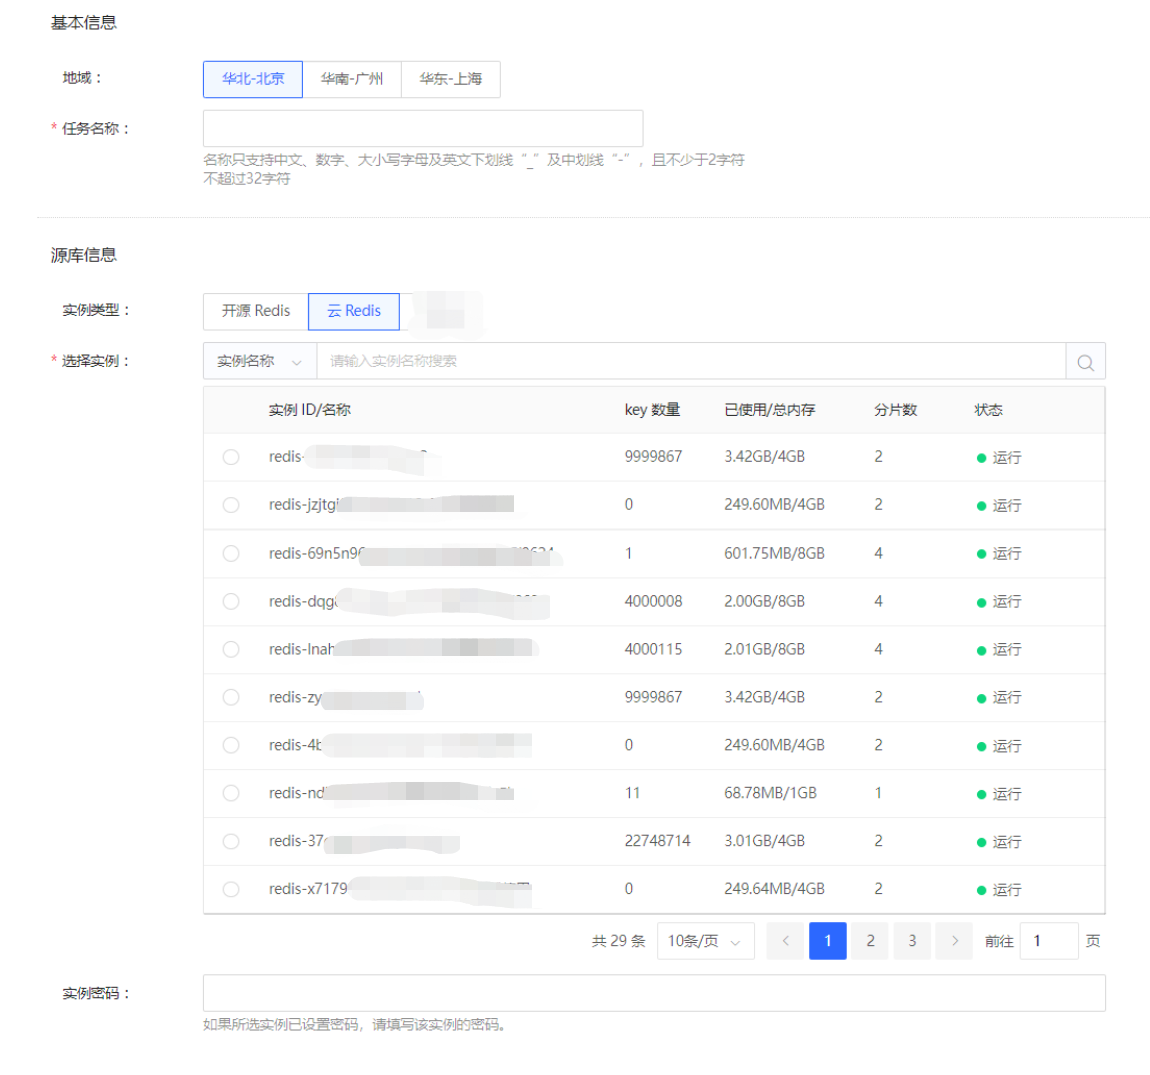 基本信息
地域：
华北-北京 华南-广州 华东-上海
* 任务名称：
名称只支持中文、数字、大小写字母及英文下划线“_”及中划线“-”，且不少于2字符
不超过32字符
源库信息
实例类型： 开源 Redis 云 Redis
* 选择实例： 实例名称 请输入实例名称搜索
实例 ID/名称 key 数量 已使用/总内存 分片数 状态
redis- 9999867 3.42GB/4GB 2 运行
redis-jzjtg 0 249.60MB/4GB 2 运行
redis-69n5n9 1 601.75MB/8GB 4 运行
redis-dqg 4000008 2.00GB/8GB 4 运行
redis-lnah 4000115 2.01GB/8GB 4 运行
redis-zy 9999867 3.42GB/4GB 2 运行
redis-4b 0 249.60MB/4GB 2 运行
redis-nd 11 68.78MB/1GB 1 运行
redis-37 22748714 3.01GB/4GB 2 运行
redis-x7179 0 249.64MB/4GB 2 运行
共 29 条 10条/页 < 1 2 3 > 前往 1 页
实例密码：
如果所选实例已设置密码，请填写该实例的密码。